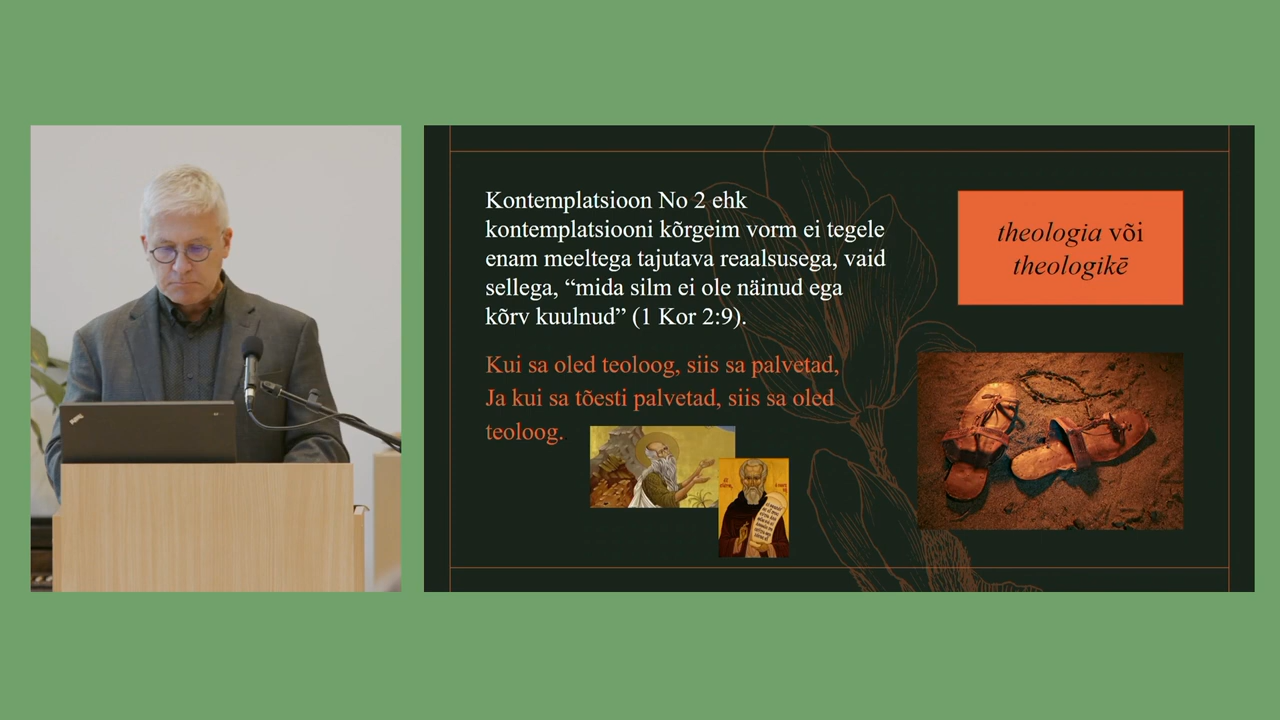 Kontemplatsioon No 2 ehk
kontemplatsiooni kõrgeim vorm ei tegele
enam meeltega tajutava reaalsusega, vaid
sellega, “mida silm ei ole näinud ega
kõrv kuulnud” (1 Kor 2:9).
Kui sa oled teoloog, siis sa palvetad,
Ja kui sa tõesti palvetad, siis sa oled
teoloog.
theologia või
theologikē